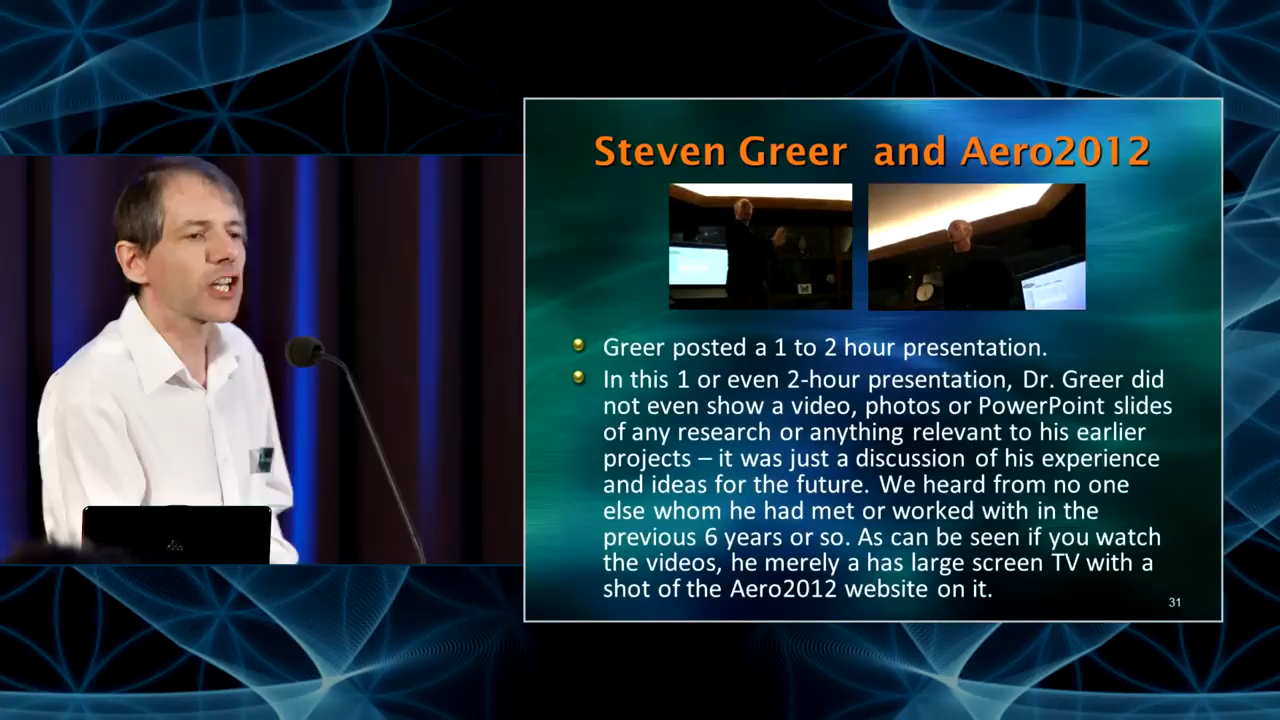 Steven Greer and Aero2012
Greer posted a 1 to 2 hour presentation.
In this 1 or even 2-hour presentation, Dr. Greer did
not even show a video, photos or PowerPoint slides
of any research or anything relevant to his earlier
projects – it was just a discussion of his experience
and ideas for the future. We heard from no one
else whom he had met or worked with in the
previous 6 years or so. As can be seen if you watch
the videos, he merely a has large screen TV with a
shot of the Aero2012 website on it.
31